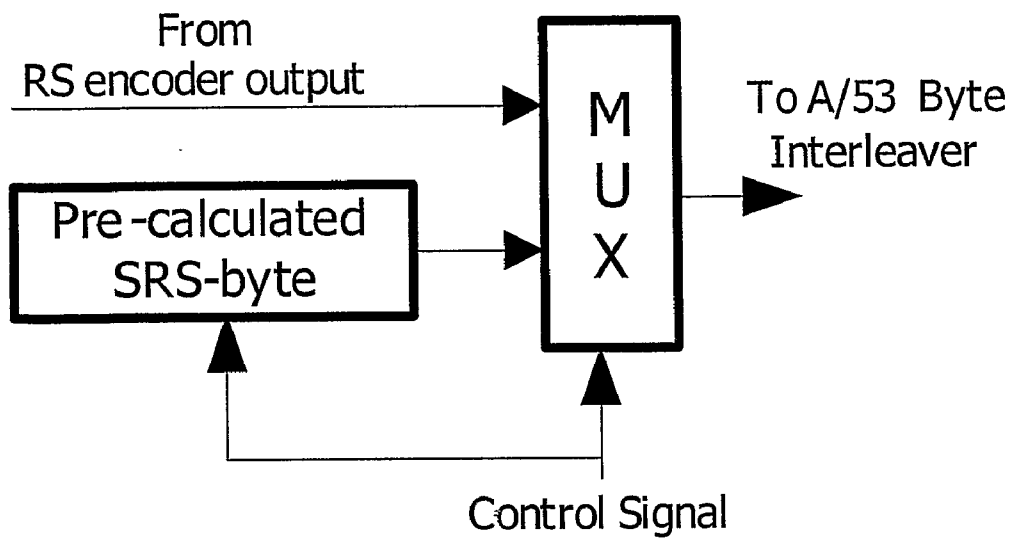 From
RS encoder output
Pre-calculated
SRS-byte
M
U
X
To A/53 Byte
Interleaver
Control Signal